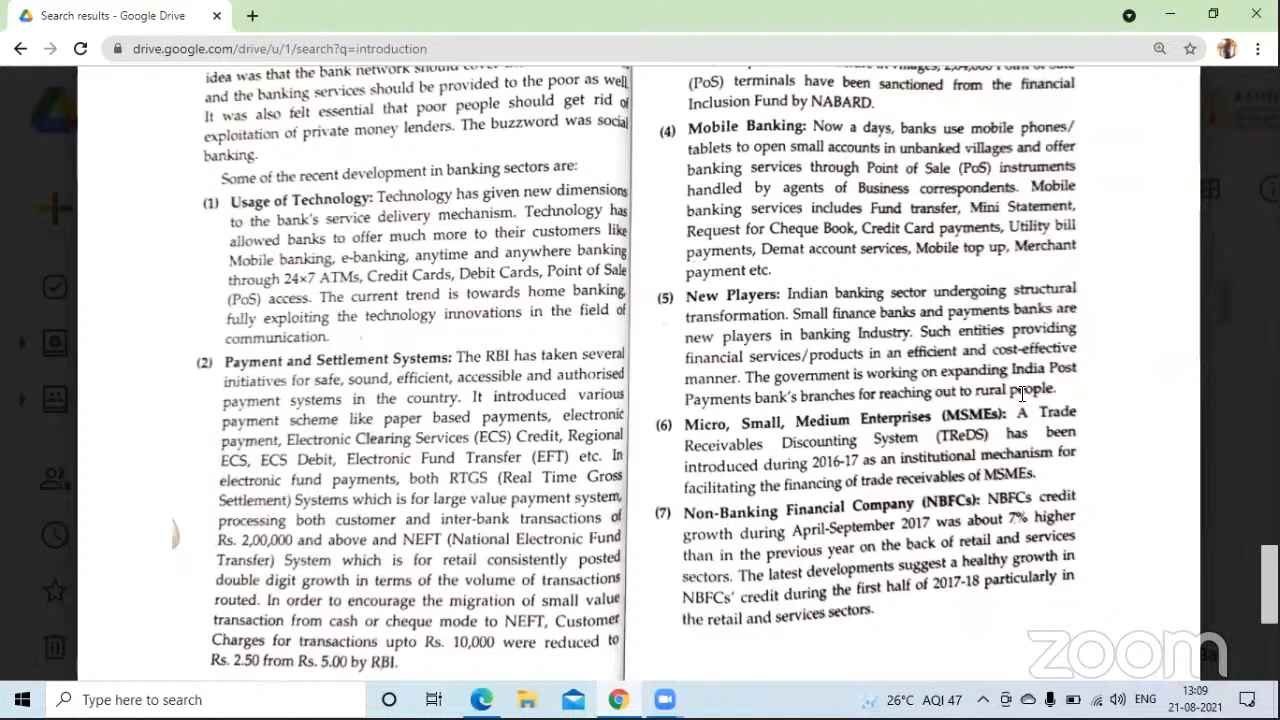 Search results - Google Drive
drive.google.com/drive/u/1/search?q=introduction
idea was that the bank network should cover
and the banking services should be provided to the poor as well
It was also felt essential that poor people should get rid of
exploitation of private money lenders. The buzzword was social
banking.
Some of the recent development in banking sectors are:
(1) Usage of Technology: Technology has given new dimensions
to the bank's service delivery mechanism. Technology has
allowed banks to offer much more to their customers like
Mobile banking, e-banking, anytime and anywhere banking
through 24×7 ATMs, Credit Cards, Debit Cards, Point of Sale
(PoS) access. The current trend is towards home banking,
fully exploiting the technology innovations in the field of
communication.
(2) Payment and Settlement Systems: The RBI has taken several
initiatives for safe, sound, efficient, accessible and authorised
payment systems in the country. It introduced various
payment scheme like paper based payments, electronic
payment, Electronic Clearing Services (ECS) Credit, Regional
ECS, ECS Debit, Electronic Fund Transfer (EFT) etc. In
electronic fund payments, both RTGS (Real Time Gross
Settlement) Systems which is for large value payment system,
processing both customer and inter-bank transactions of
Rs. 2,00,000 and above and NEFT (National Electronic Fund
Transfer) System which is for retail consistently posted
double digit growth in terms of the volume of transactions
routed. In order to encourage the migration of small value
transaction from cash or cheque mode to NEFT, Customer
Charges for transactions upto Rs. 10,000 were reduced to
Rs. 2.50 from Rs. 5.00 by RBI.
(PoS) terminals have been sanctioned from the financial
Inclusion Fund by NABARD.
(4) Mobile Banking: Now a days, banks use mobile phones/
tablets to open small accounts in unbanked villages and offer
banking services through Point of Sale (PoS) instruments
handled by agents of Business correspondents. Mobile
banking services includes Fund transfer, Mini Statement,
Request for Cheque Book, Credit Card payments, Utility bill
payments, Demat account services, Mobile top up, Merchant
payment etc.
(5) New Players: Indian banking sector undergoing structural
transformation. Small finance banks and payments banks are
new players in banking Industry. Such entities providing
financial services/products in an efficient and cost-effective
manner. The government is working on expanding India Post
Payments bank's branches for reaching out to rural people.
(6) Micro, Small, Medium Enterprises (MSMEs): A Trade
Receivables Discounting System (TReDS) has been
introduced during 2016-17 as an institutional mechanism for
facilitating the financing of trade receivables of MSMEs.
(7) Non-Banking Financial Company (NBFCs): NBFCs credit
growth during April-September 2017 was about 7% higher
than in the previous year on the back of retail and services
sectors. The latest developments suggest a healthy growth in
NBFCs' credit during the first half of 2017-18 particularly in
the retail and services sectors.
zoom
Type here to search
26°C AQI 47
ENG
13:09
21-08-2021